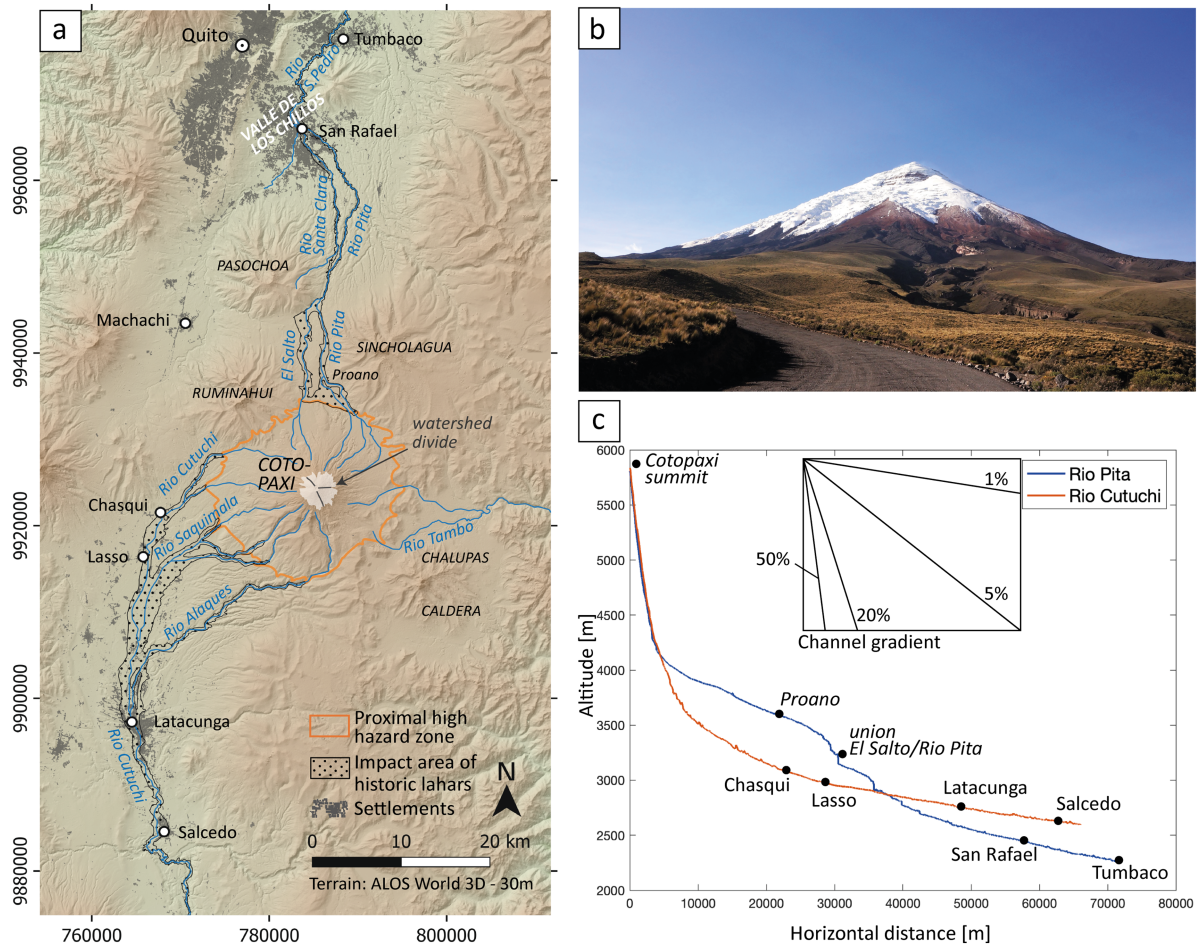 a
Quito
Tumbaco
Rio
S.Pedro
VALLE DE
LOS CHILLOS
San Rafael
Rio
Santa Clara
Rio Pita
PASOCHOA
Machachi
El Salto
Rio Pita
SINCHOLAGUA
Proano
RUMINAHUI
watershed
divide
Rio Cutuchi
COTO-
PAXI
Chasqui
Rio Saquimala
Rio Tambo
Lasso
CHALUPAS
Rio Alaques
CALDERA
Latacunga
Rio Cutuchi
Salcedo
Proximal high
hazard zone
Impact area of
historic lahars
Settlements
N
0 10 20 km
Terrain: ALOS World 3D - 30m
9960000
9940000
9920000
9900000
9880000
760000 780000 800000
b
c
6000
5500
5000
4500
4000
3500
3000
2500
2000
Altitude [m]
Cotopaxi
summit
1%
50%
20%
5%
Channel gradient
Rio Pita
Rio Cutuchi
Proano
union
El Salto/Rio Pita
Chasqui
Lasso
Latacunga
Salcedo
San Rafael
Tumbaco
0 10000 20000 30000 40000 50000 60000 70000 80000
Horizontal distance [m]